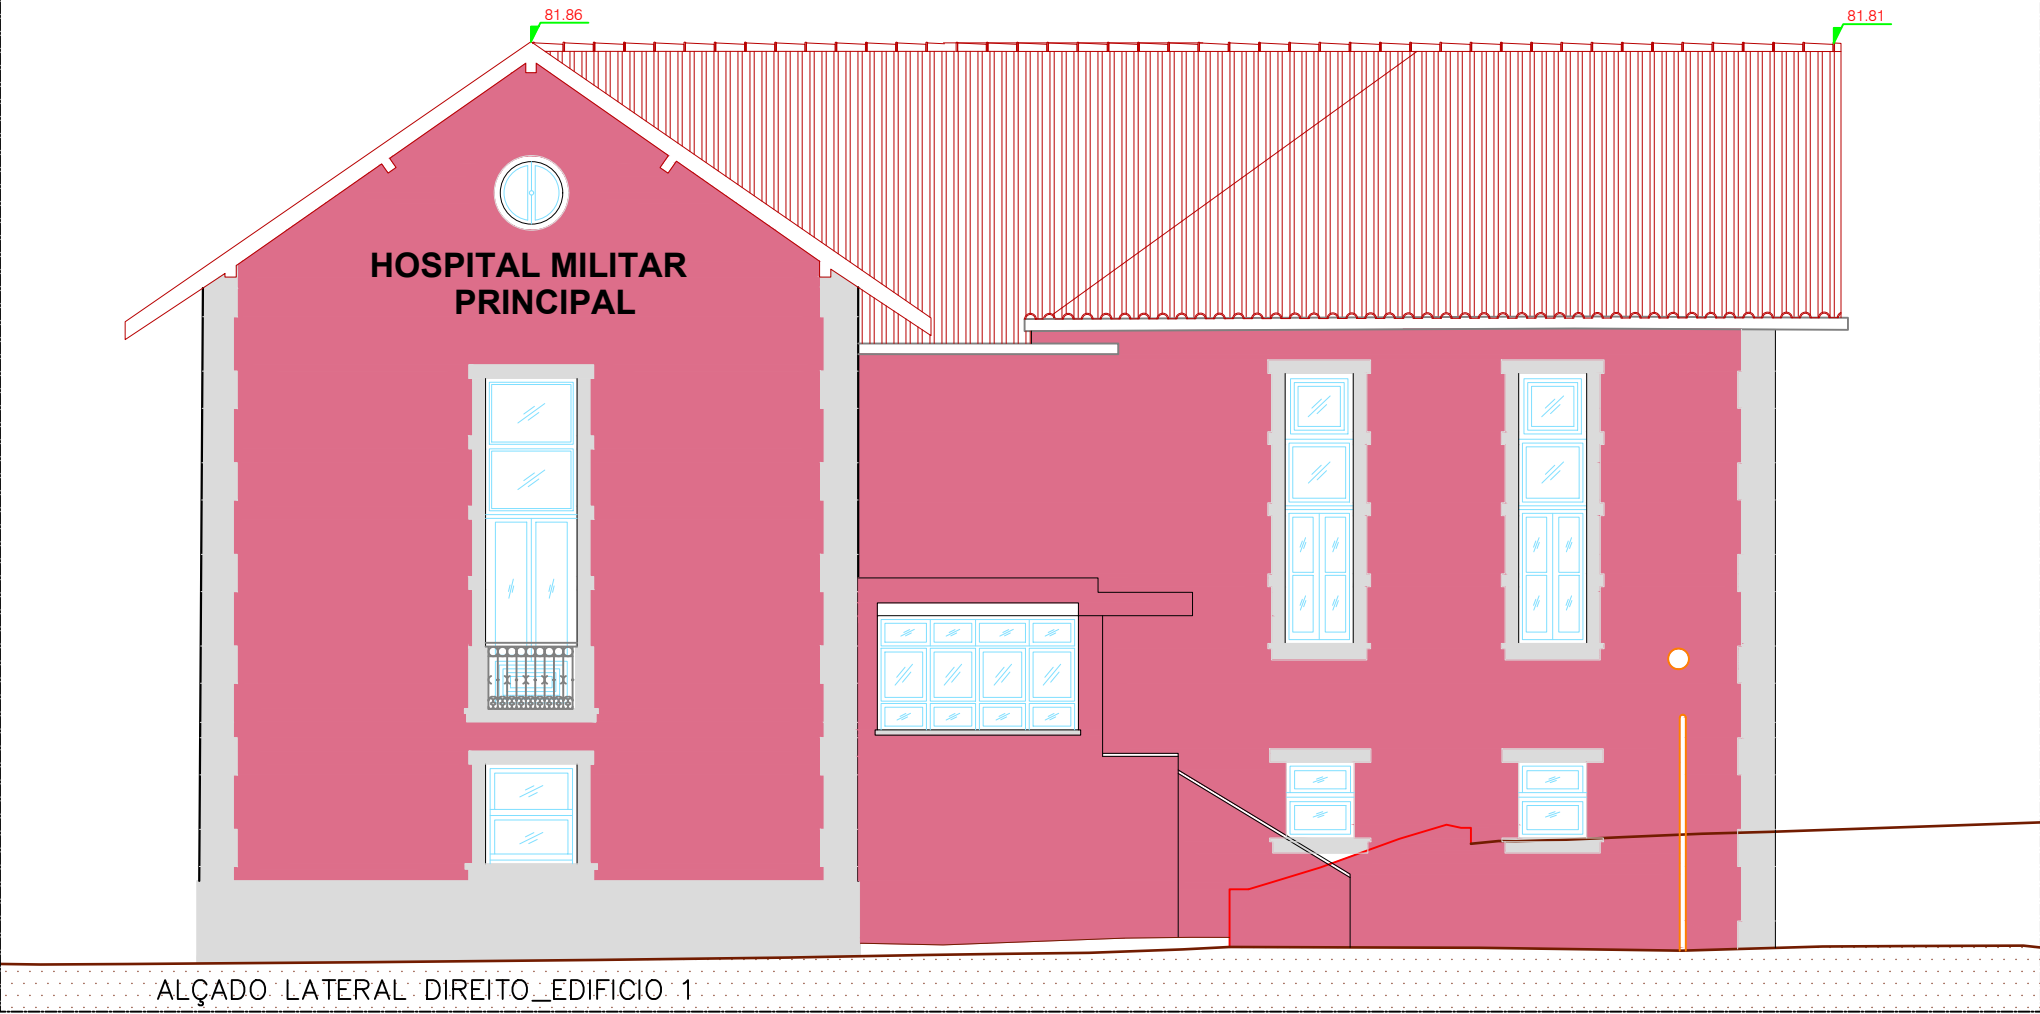 81.86
81.81
HOSPITAL MILITAR
PRINCIPAL
ALÇADO LATERAL DIREITO_EDIFICIO 1